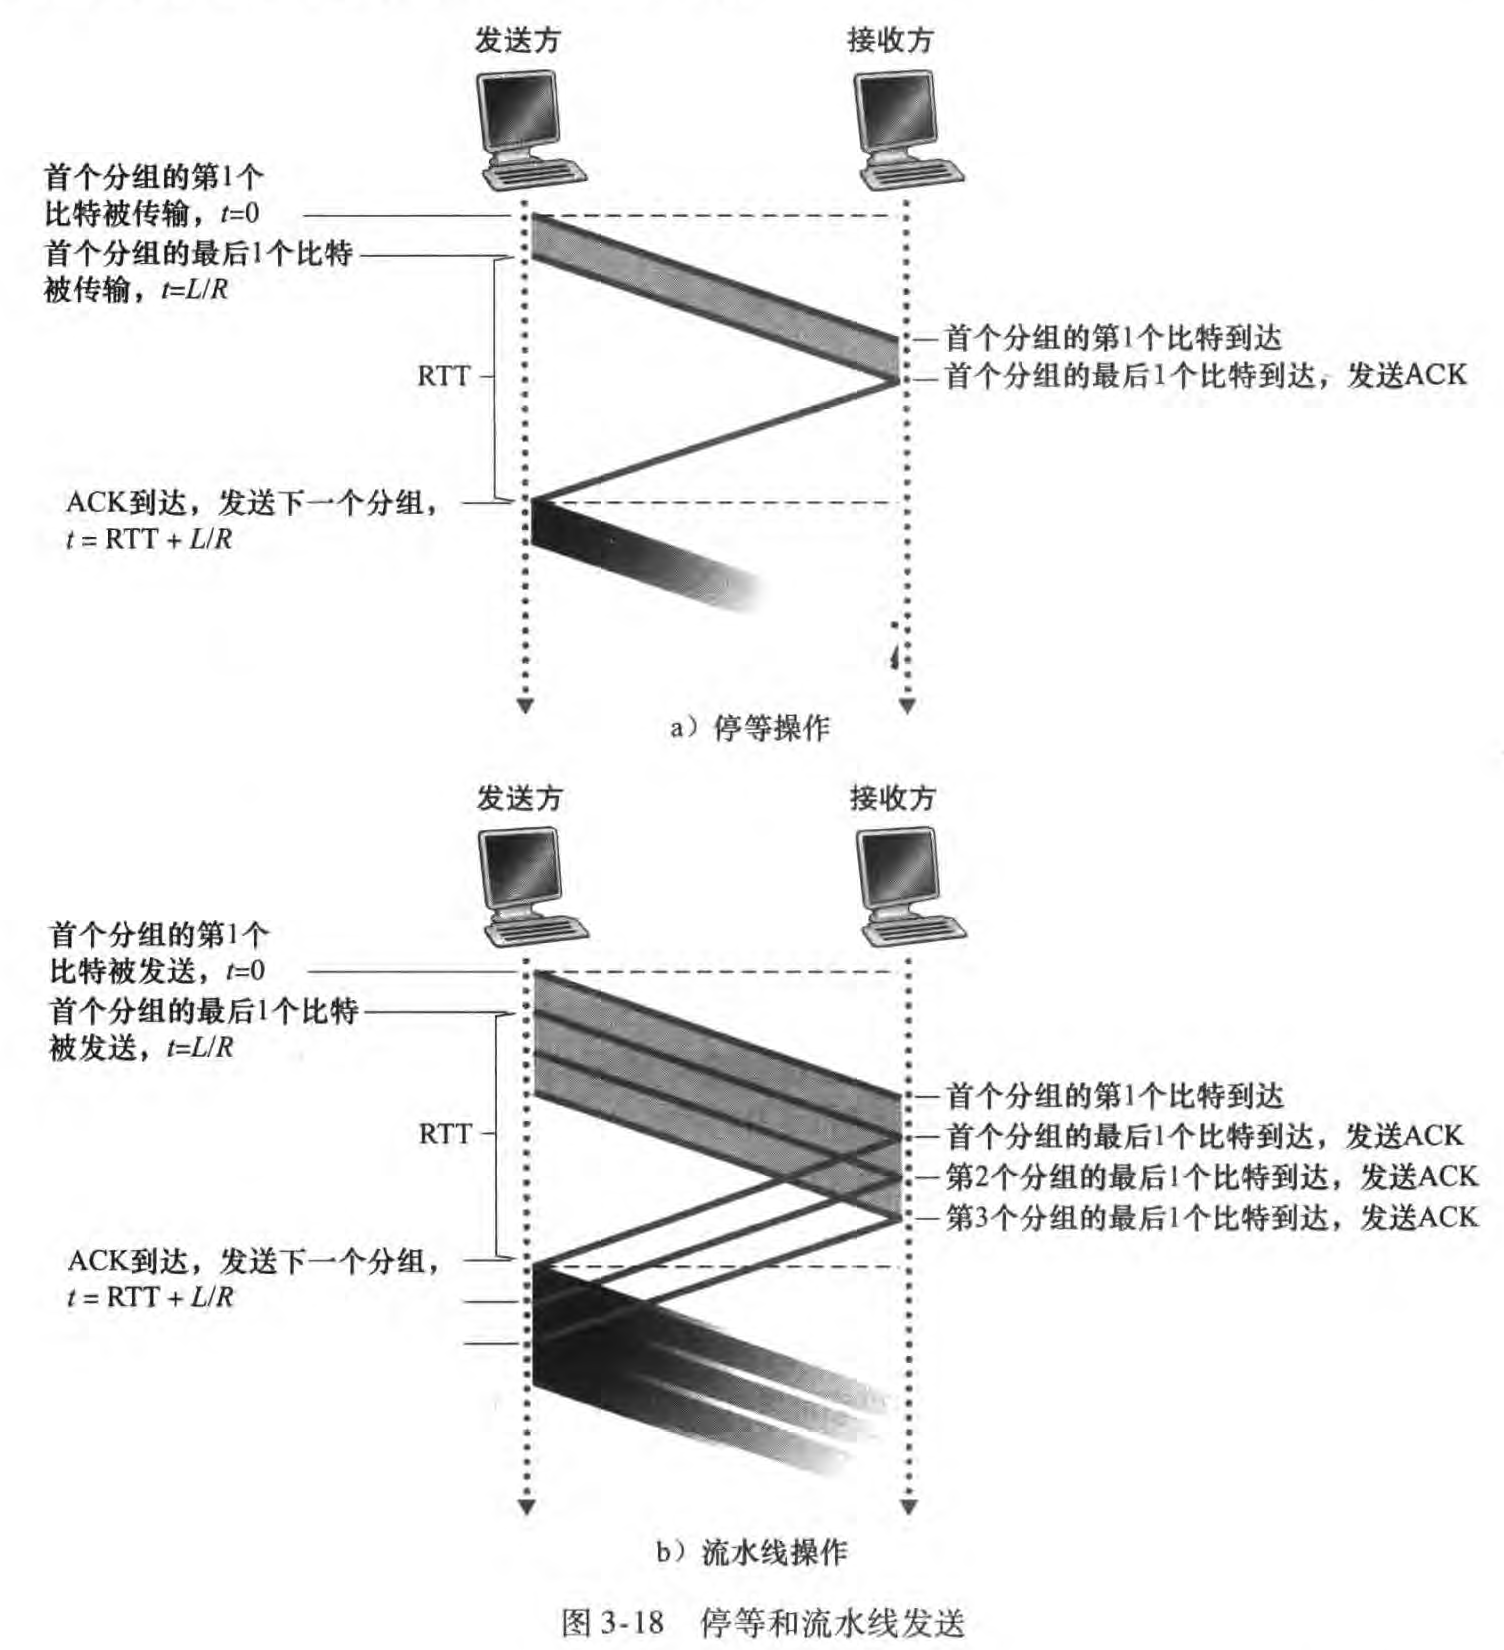 发送方
接收方
首个分组的第1个
比特被传输，t=0
首个分组的最后1个比特
被传输，t=L/R
首个分组的第1个比特到达
RTT
首个分组的最后1个比特到达，发送ACK
ACK到达，发送下一个分组，
t = RTT + L/R
a）停等操作
发送方
接收方
首个分组的第1个
比特被发送，t=0
首个分组的最后1个比特
被发送，t=L/R
首个分组的第1个比特到达
RTT
首个分组的最后1个比特到达，发送ACK
第2个分组的最后1个比特到达，发送ACK
第3个分组的最后1个比特到达，发送ACK
ACK到达，发送下一个分组，
t = RTT + L/R
b）流水线操作
图 3-18 停等和流水线发送